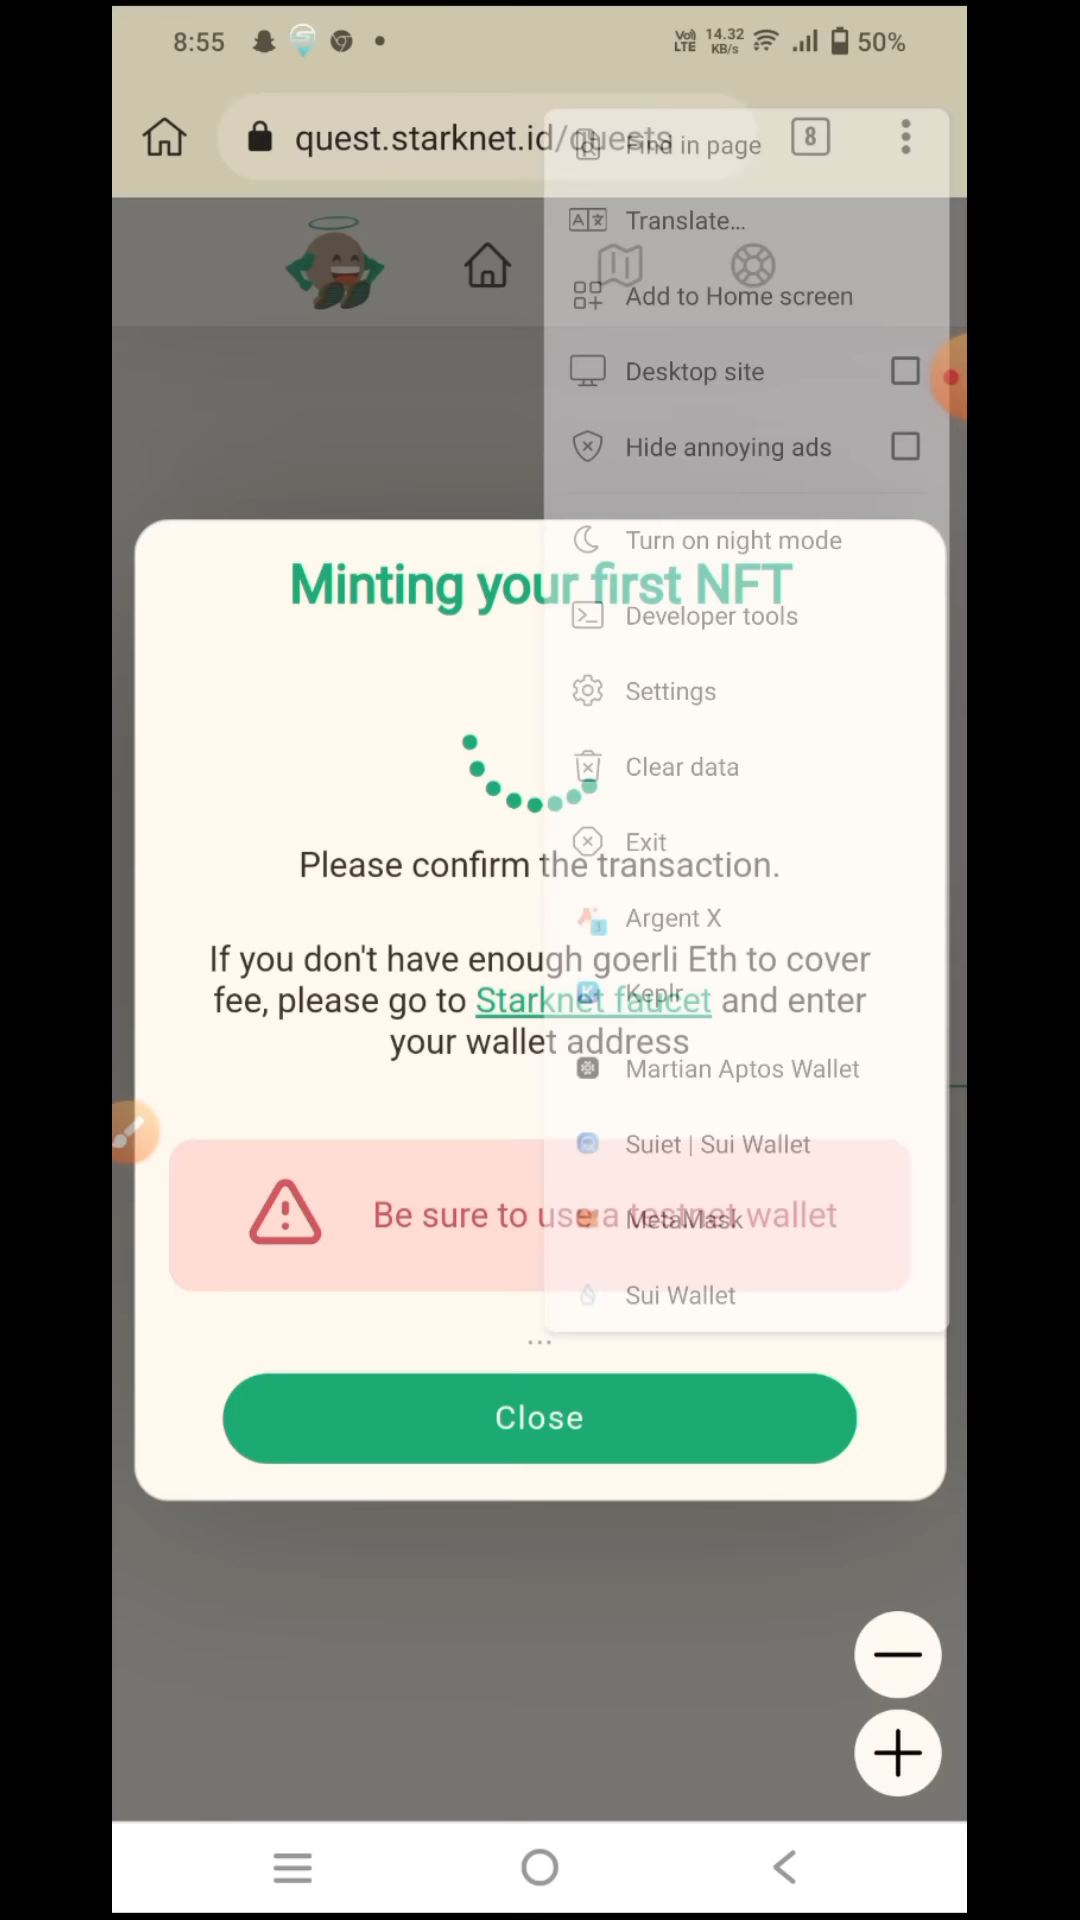 8:55
Vo) LTE
14.32 KB/s
50%
quest.starknet.id/quests
8
Find in page
Translate...
Add to Home screen
Desktop site
Hide annoying ads
Turn on night mode
Minting your first NFT
Developer tools
Settings
Clear data
Exit
Please confirm the transaction.
Argent X
If you don't have enough goerli Eth to cover
Keplr
fee, please go to Starknet faucet and enter
your wallet address
Martian Aptos Wallet
Suiet | Sui Wallet
Be sure to use a testnet wallet
MetaMask
Sui Wallet
...
Close